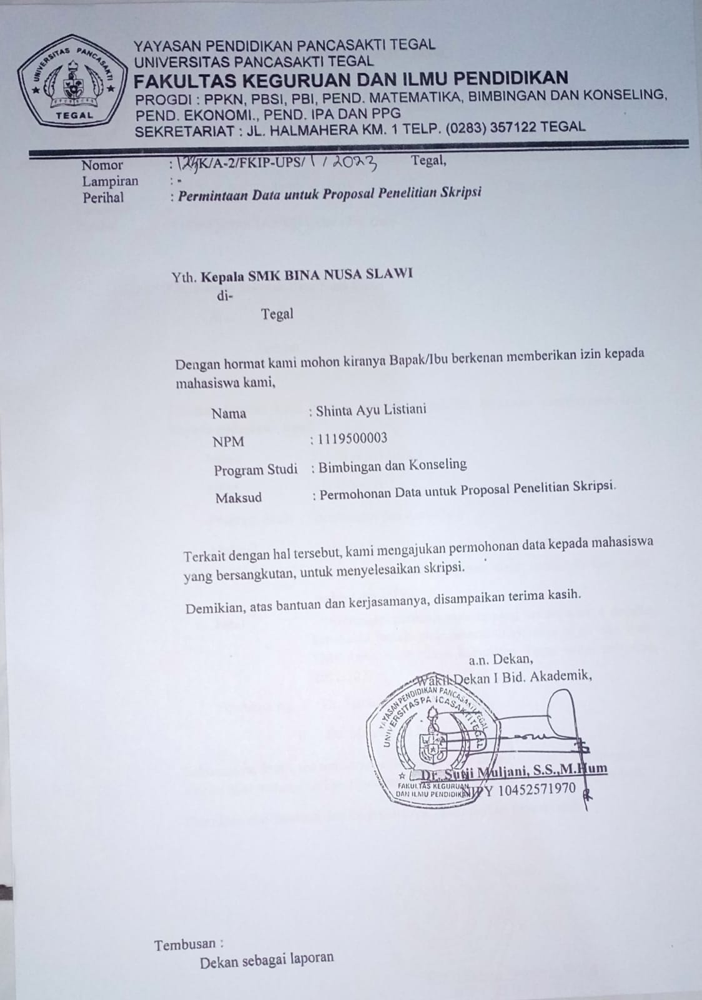 UNIVERSITAS PANCASAKTI
TEGAL
YAYASAN PENDIDIKAN PANCASAKTI TEGAL
UNIVERSITAS PANCASAKTI TEGAL
FAKULTAS KEGURUAN DAN ILMU PENDIDIKAN
PROGDI : PPKN, PBSI, PBI, PEND. MATEMATIKA, BIMBINGAN DAN KONSELING,
PEND. EKONOMI., PEND. IPA DAN PPG
SEKRETARIAT : JL. HALMAHERA KM. 1 TELP. (0283) 357122 TEGAL
Nomor : K/A-2/FKIP-UPS/ 1 / 2023 Tegal,
Lampiran : -
Perihal : Permintaan Data untuk Proposal Penelitian Skripsi
Yth. Kepala SMK BINA NUSA SLAWI
di-
Tegal
Dengan hormat kami mohon kiranya Bapak/Ibu berkenan memberikan izin kepada
mahasiswa kami,
Nama : Shinta Ayu Listiani
NPM : 1119500003
Program Studi : Bimbingan dan Konseling
Maksud : Permohonan Data untuk Proposal Penelitian Skripsi.
Terkait dengan hal tersebut, kami mengajukan permohonan data kepada mahasiswa
yang bersangkutan, untuk menyelesaikan skripsi.
Demikian, atas bantuan dan kerjasamanya, disampaikan terima kasih.
a.n. Dekan,
Wakil Dekan I Bid. Akademik,
YAYASAN PENDIDIKAN PANCASAKTI TEGAL
UNIVERSITAS PANCASAKTI TEGAL
Dr. Sutji Muljani, S.S.,M.Hum
FAKULTAS KEGURUAN
DAN ILMU PENDIDIKAN
NIPY 10452571970
Tembusan :
Dekan sebagai laporan